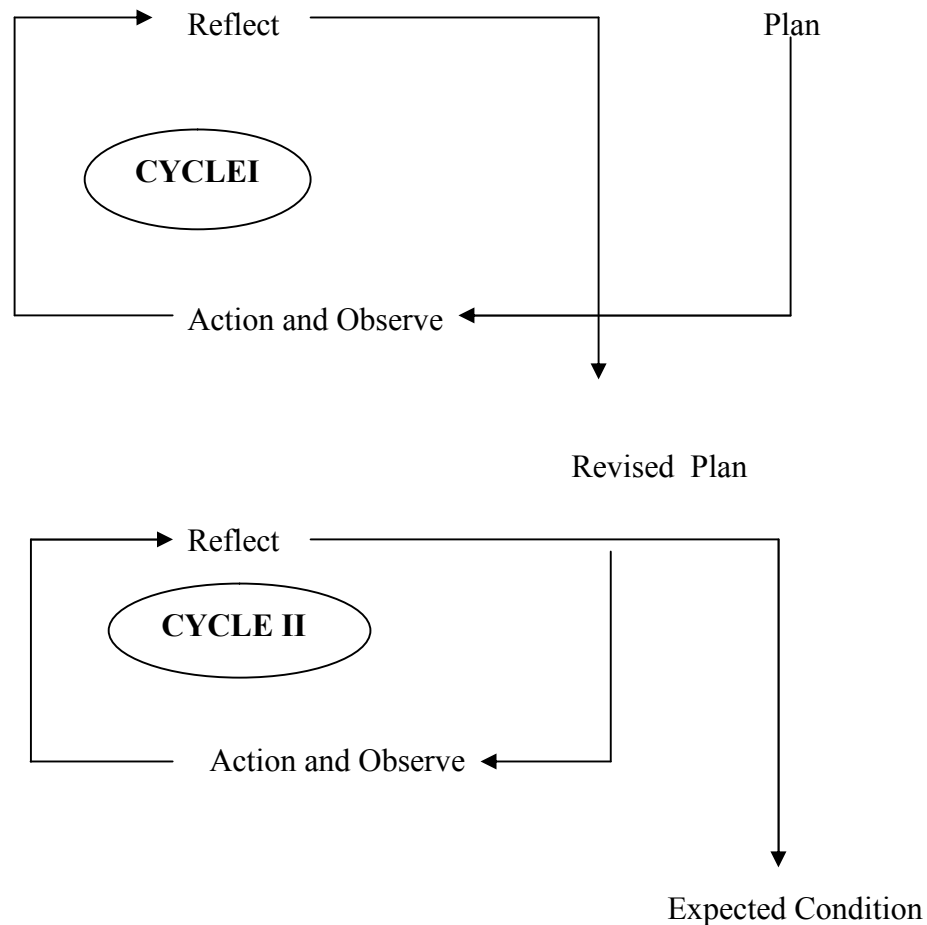 Reflect Plan
CYCLEI
Action and Observe
Revised Plan
Reflect
CYCLE II
Action and Observe
Expected Condition